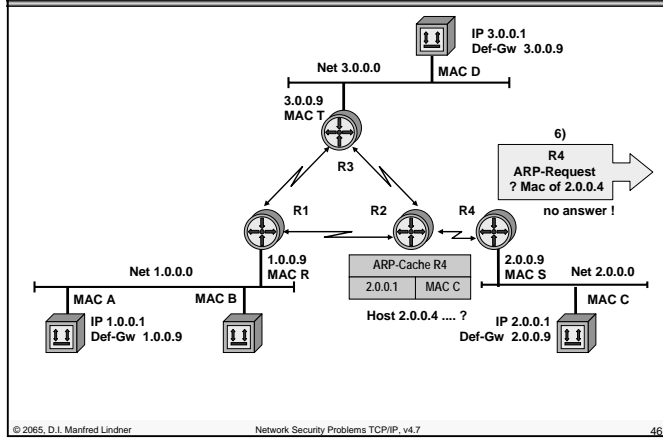 IP 3.0.0.1
Def-Gw 3.0.0.9
Net 3.0.0.0
MAC D
3.0.0.9
MAC T
R3
6)
R4
ARP-Request
? Mac of 2.0.0.4
no answer !
R1
R2
R4
1.0.0.9
MAC R
ARP-Cache R4
2.0.0.1 MAC C
Host 2.0.0.4 .... ?
2.0.0.9
MAC S
Net 1.0.0.0
Net 2.0.0.0
MAC A
MAC B
MAC C
IP 1.0.0.1
Def-Gw 1.0.0.9
IP 2.0.0.1
Def-Gw 2.0.0.9
© 2065, D.I. Manfred Lindner
Network Security Problems TCP/IP, v4.7
46